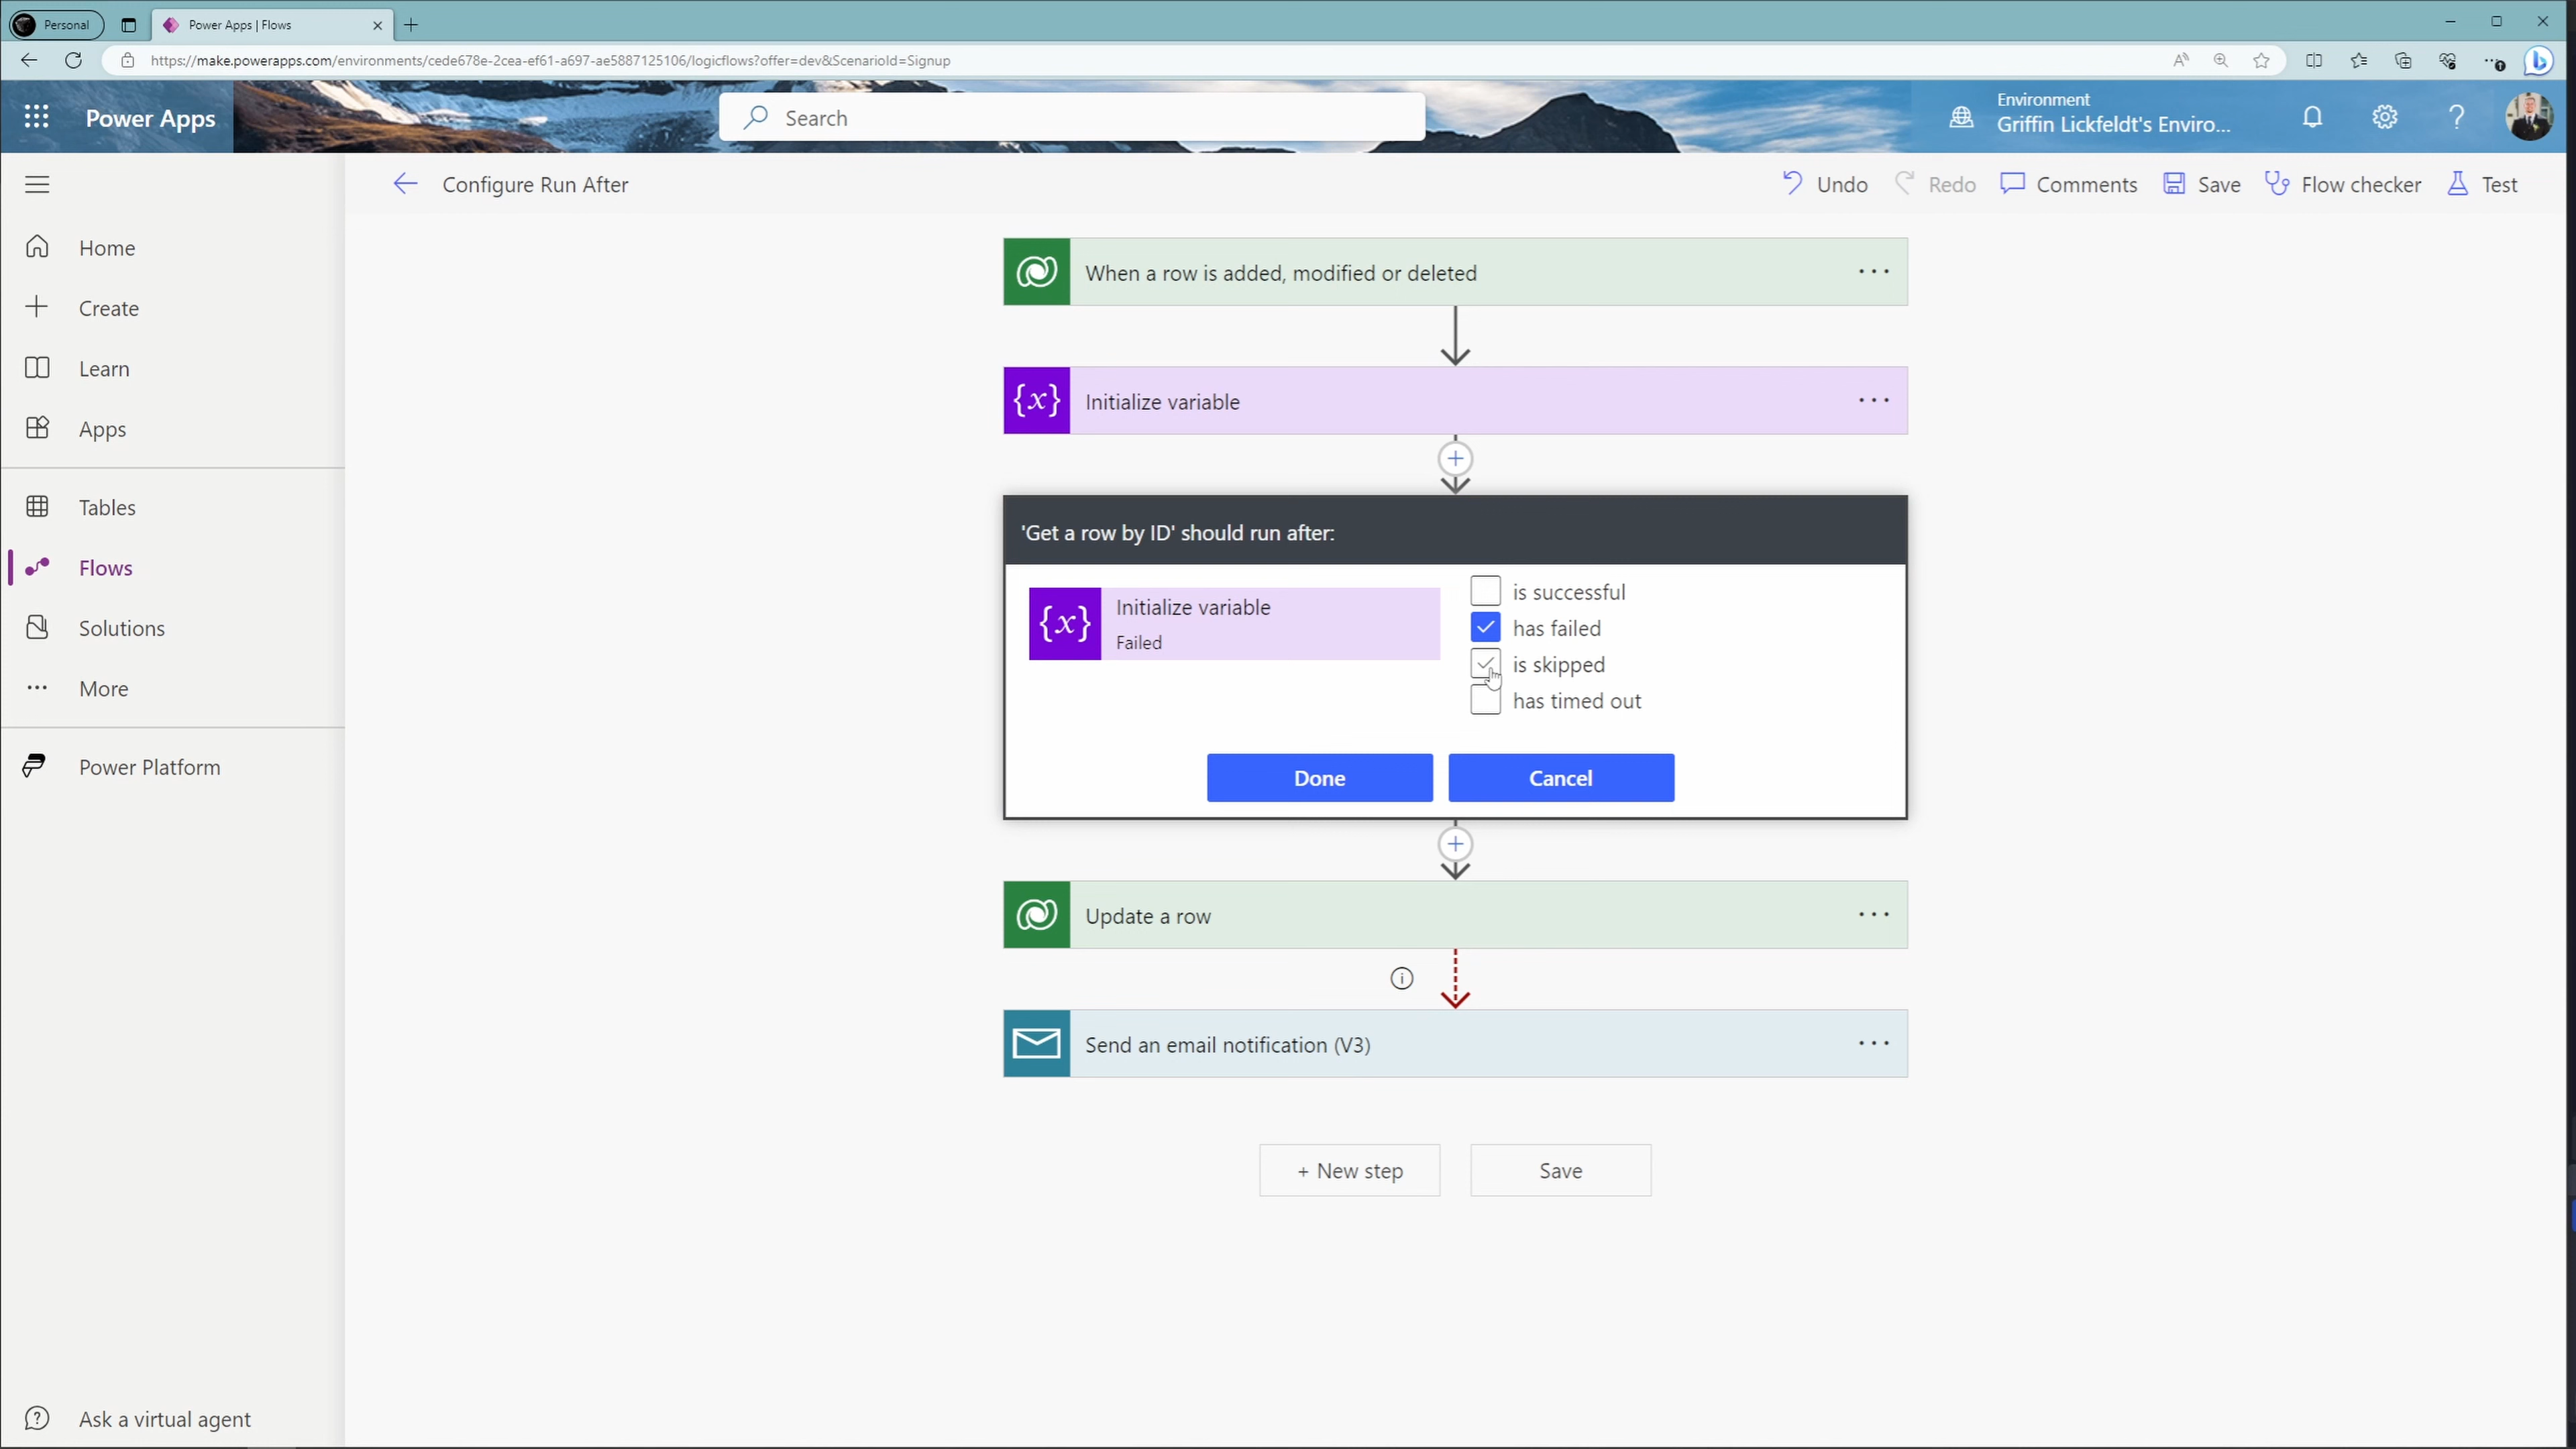 Personal
Power Apps | Flows
https://make.powerapps.com/environments/cede678e-2cea-ef61-a697-ae5887125106/logicflows?offer=dev&ScenarioId=Signup
Power Apps
Search
Environment
Griffin Lickfeldt's Enviro...
Configure Run After
Undo
Redo
Comments
Save
Flow checker
Test
Home
Create
Learn
Apps
Tables
Flows
Solutions
More
Power Platform
Ask a virtual agent
When a row is added, modified or deleted
{x} Initialize variable
'Get a row by ID' should run after:
{x} Initialize variable
Failed
is successful
has failed
is skipped
has timed out
Done
Cancel
Update a row
Send an email notification (V3)
+ New step
Save